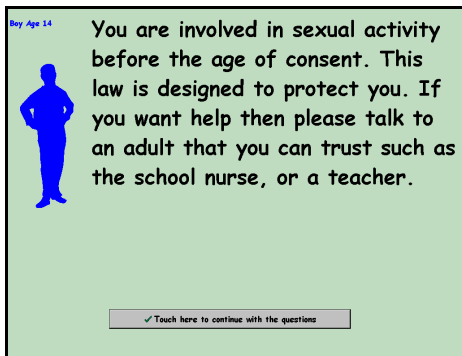 Boy Age 14
You are involved in sexual activity
before the age of consent. This
law is designed to protect you. If
you want help then please talk to
an adult that you can trust such as
the school nurse, or a teacher.
Touch here to continue with the questions